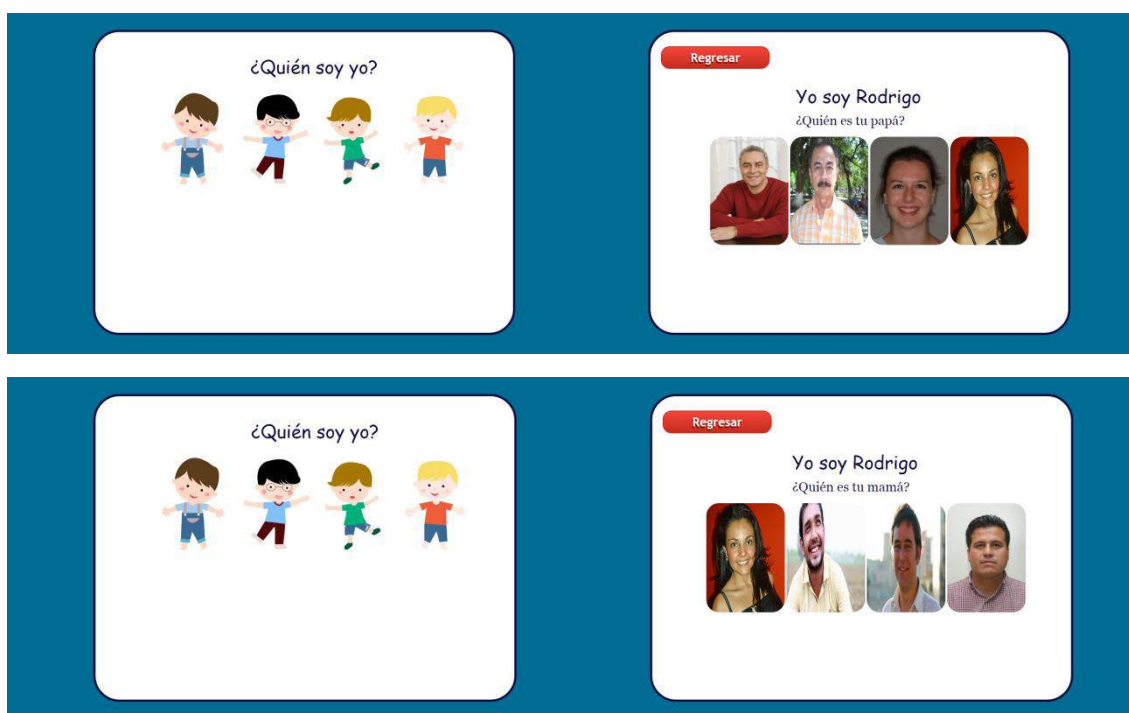 ¿Quién soy yo?
Regresar
Yo soy Rodrigo
¿Quién es tu papá?
¿Quién soy yo?
Regresar
Yo soy Rodrigo
¿Quién es tu mamá?